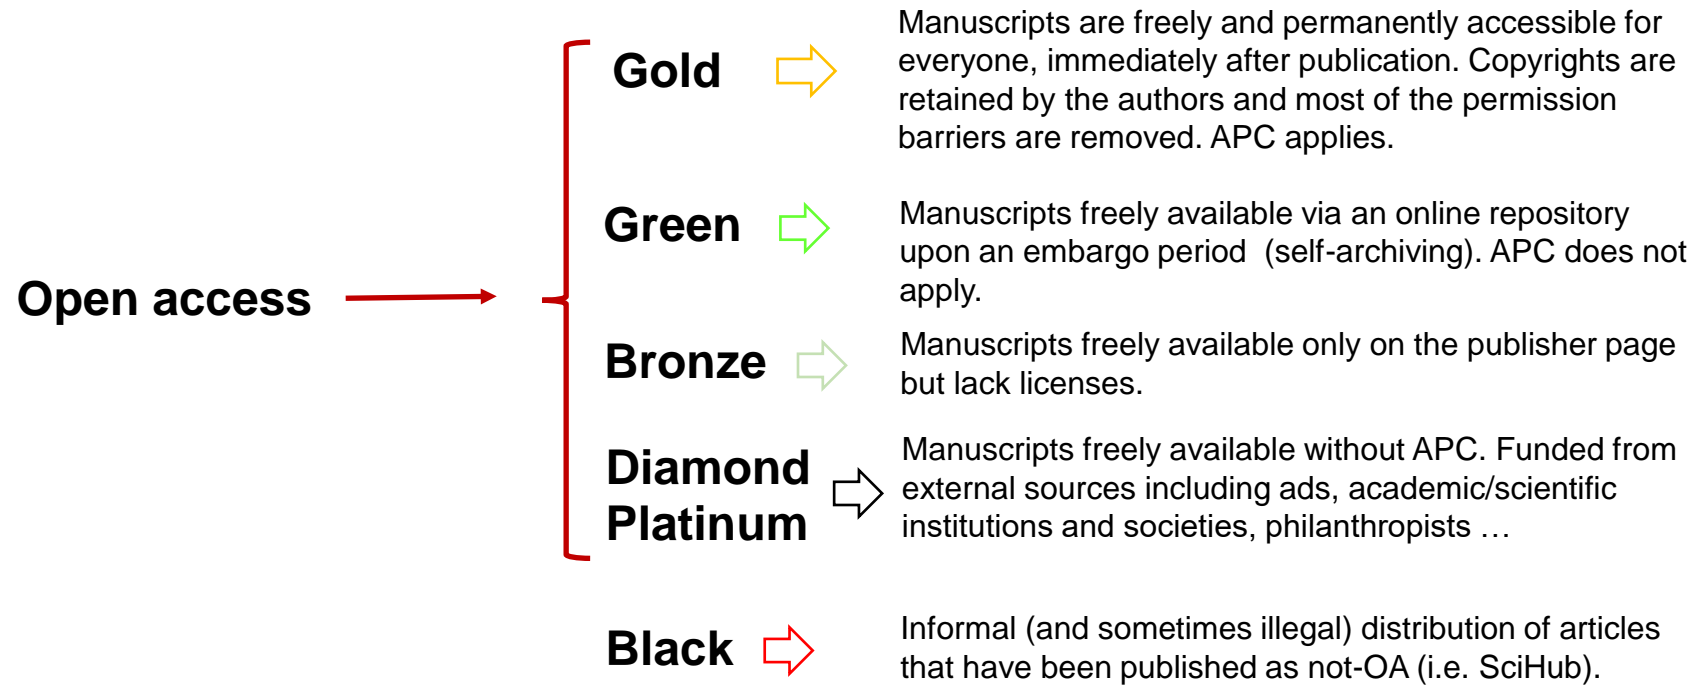 Open access
Gold
Manuscripts are freely and permanently accessible for
everyone, immediately after publication. Copyrights are
retained by the authors and most of the permission
barriers are removed. APC applies.
Green
Manuscripts freely available via an online repository
upon an embargo period  (self-archiving). APC does not
apply.
Bronze
Manuscripts freely available only on the publisher page
but lack licenses.
Diamond
Platinum
Manuscripts freely available without APC. Funded from
external sources including ads, academic/scientific
institutions and societies, philanthropists …
Black
Informal (and sometimes illegal) distribution of articles
that have been published as not-OA (i.e. SciHub).